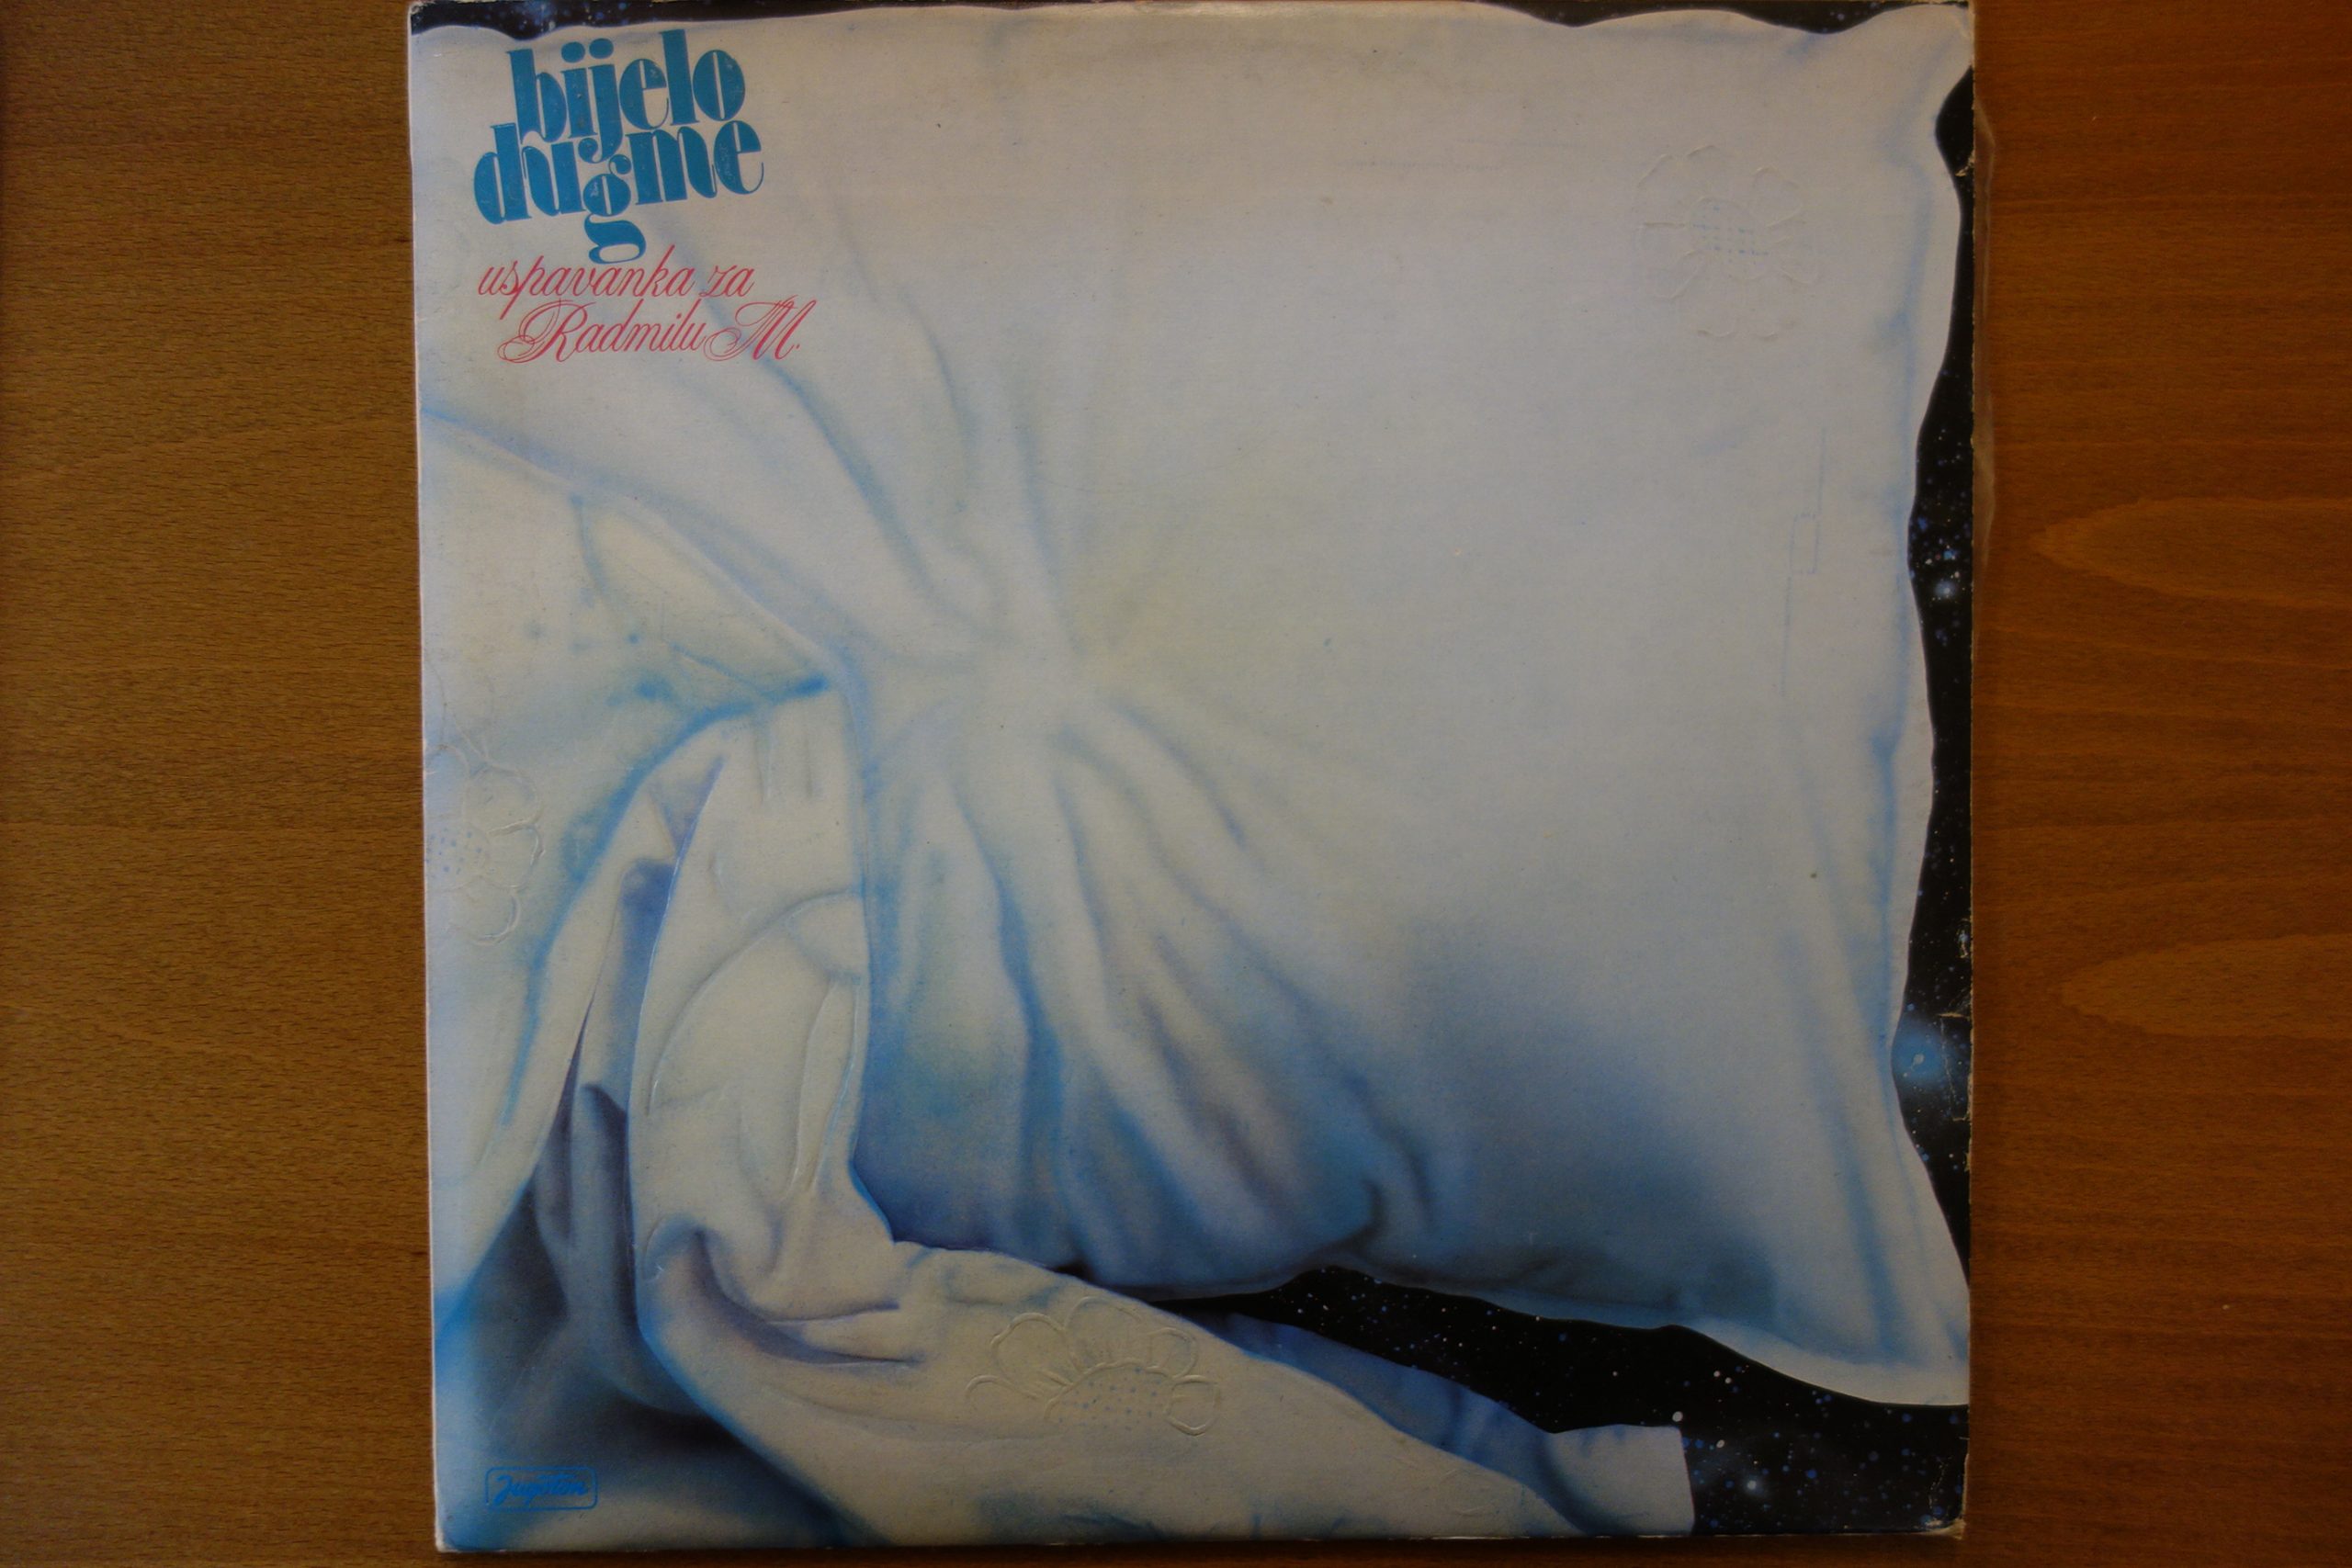 bijelo
dugme
uspavanka za
Radmilu M.
Jugoton